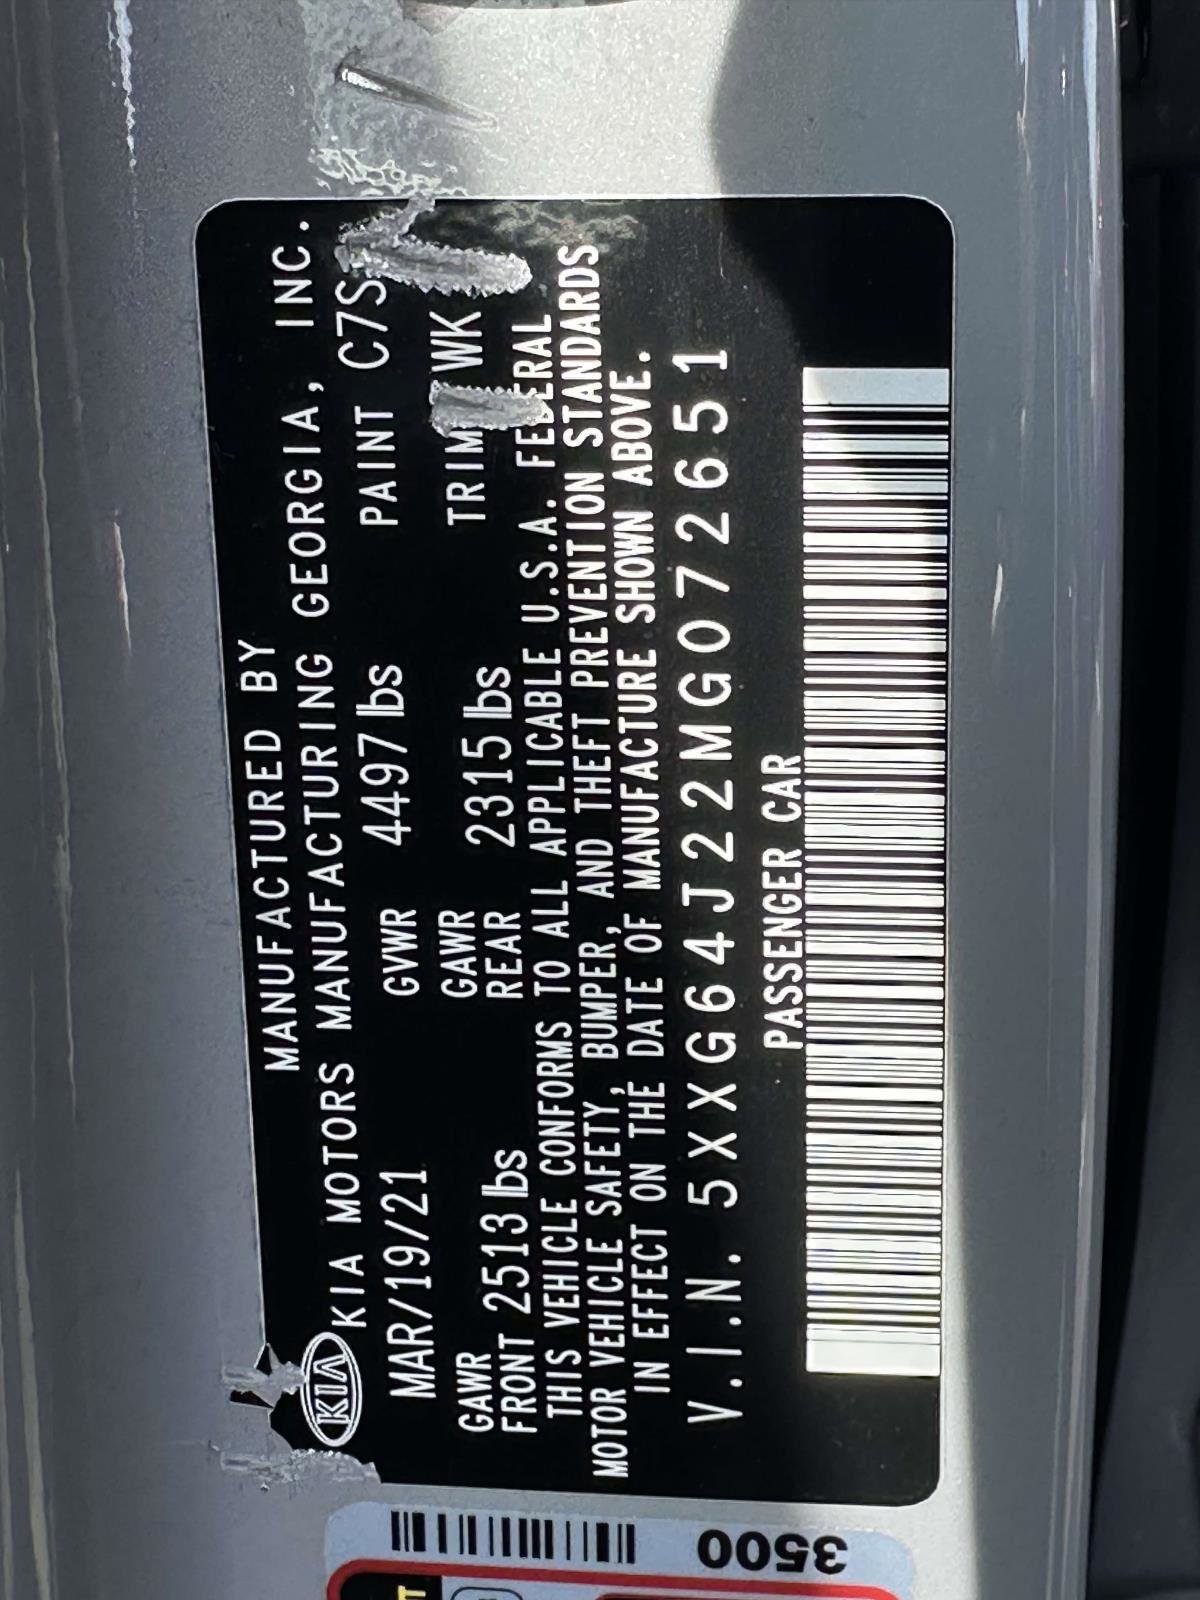 MANUFACTURED BY
KIA KIA MOTORS MANUFACTURING GEORGIA, INC.
MAR/19/21 GVWR 4497 lbs PAINT C7S
GAWR FRONT 2513 lbs GAWR REAR 2315 lbs TRIM WK
THIS VEHICLE CONFORMS TO ALL APPLICABLE U.S.A. FEDERAL
MOTOR VEHICLE SAFETY, BUMPER, AND THEFT PREVENTION STANDARDS
IN EFFECT ON THE DATE OF MANUFACTURE SHOWN ABOVE.
V.I.N. 5XXG64J22MG072651
PASSENGER CAR
3500